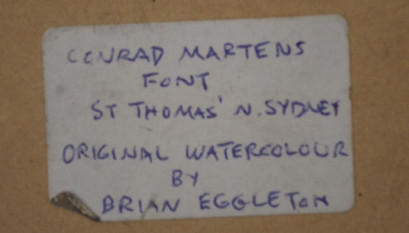 CONRAD MARTENS
FONT
ST THOMAS' N.SYDNEY
ORIGINAL WATERCOLOUR
BY
BRIAN EGGLETON